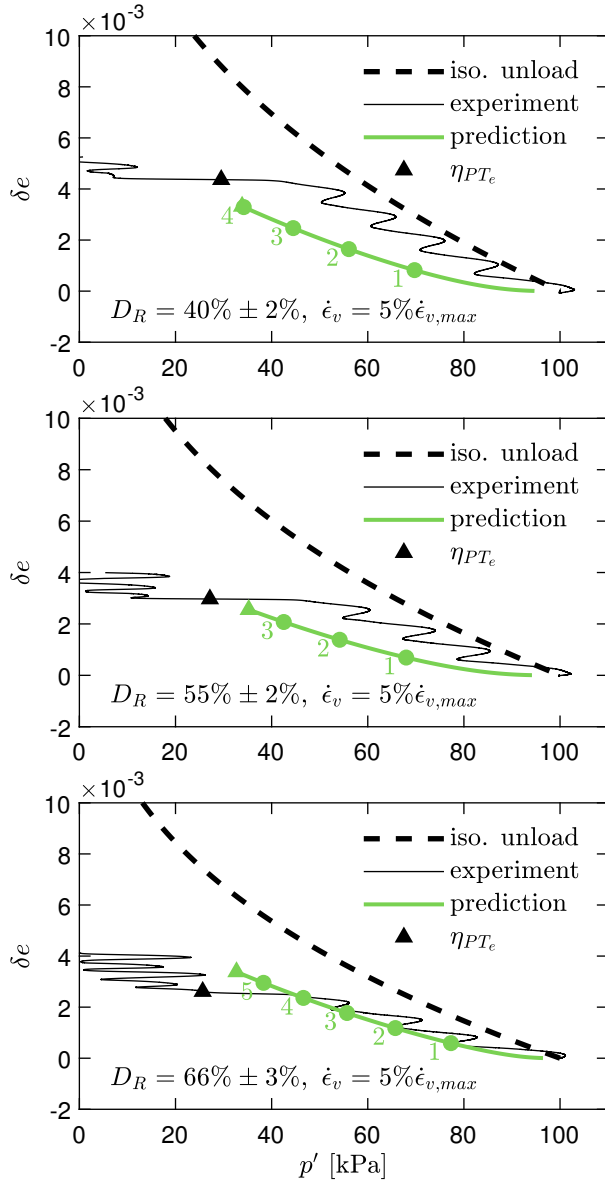 ×10⁻³
10
8
6
4
2
0
-2
δe
iso. unload
experiment
prediction
η_{PT_e}
4
3
2
1
D_R = 40% ± 2%, ε̇_v = 5%ε̇_{v,max}
0 20 40 60 80 100
×10⁻³
10
8
6
4
2
0
-2
δe
iso. unload
experiment
prediction
η_{PT_e}
3
2
1
D_R = 55% ± 2%, ε̇_v = 5%ε̇_{v,max}
0 20 40 60 80 100
×10⁻³
10
8
6
4
2
0
-2
δe
iso. unload
experiment
prediction
η_{PT_e}
5
4
3
2
1
D_R = 66% ± 3%, ε̇_v = 5%ε̇_{v,max}
0 20 40 60 80 100
p′ [kPa]